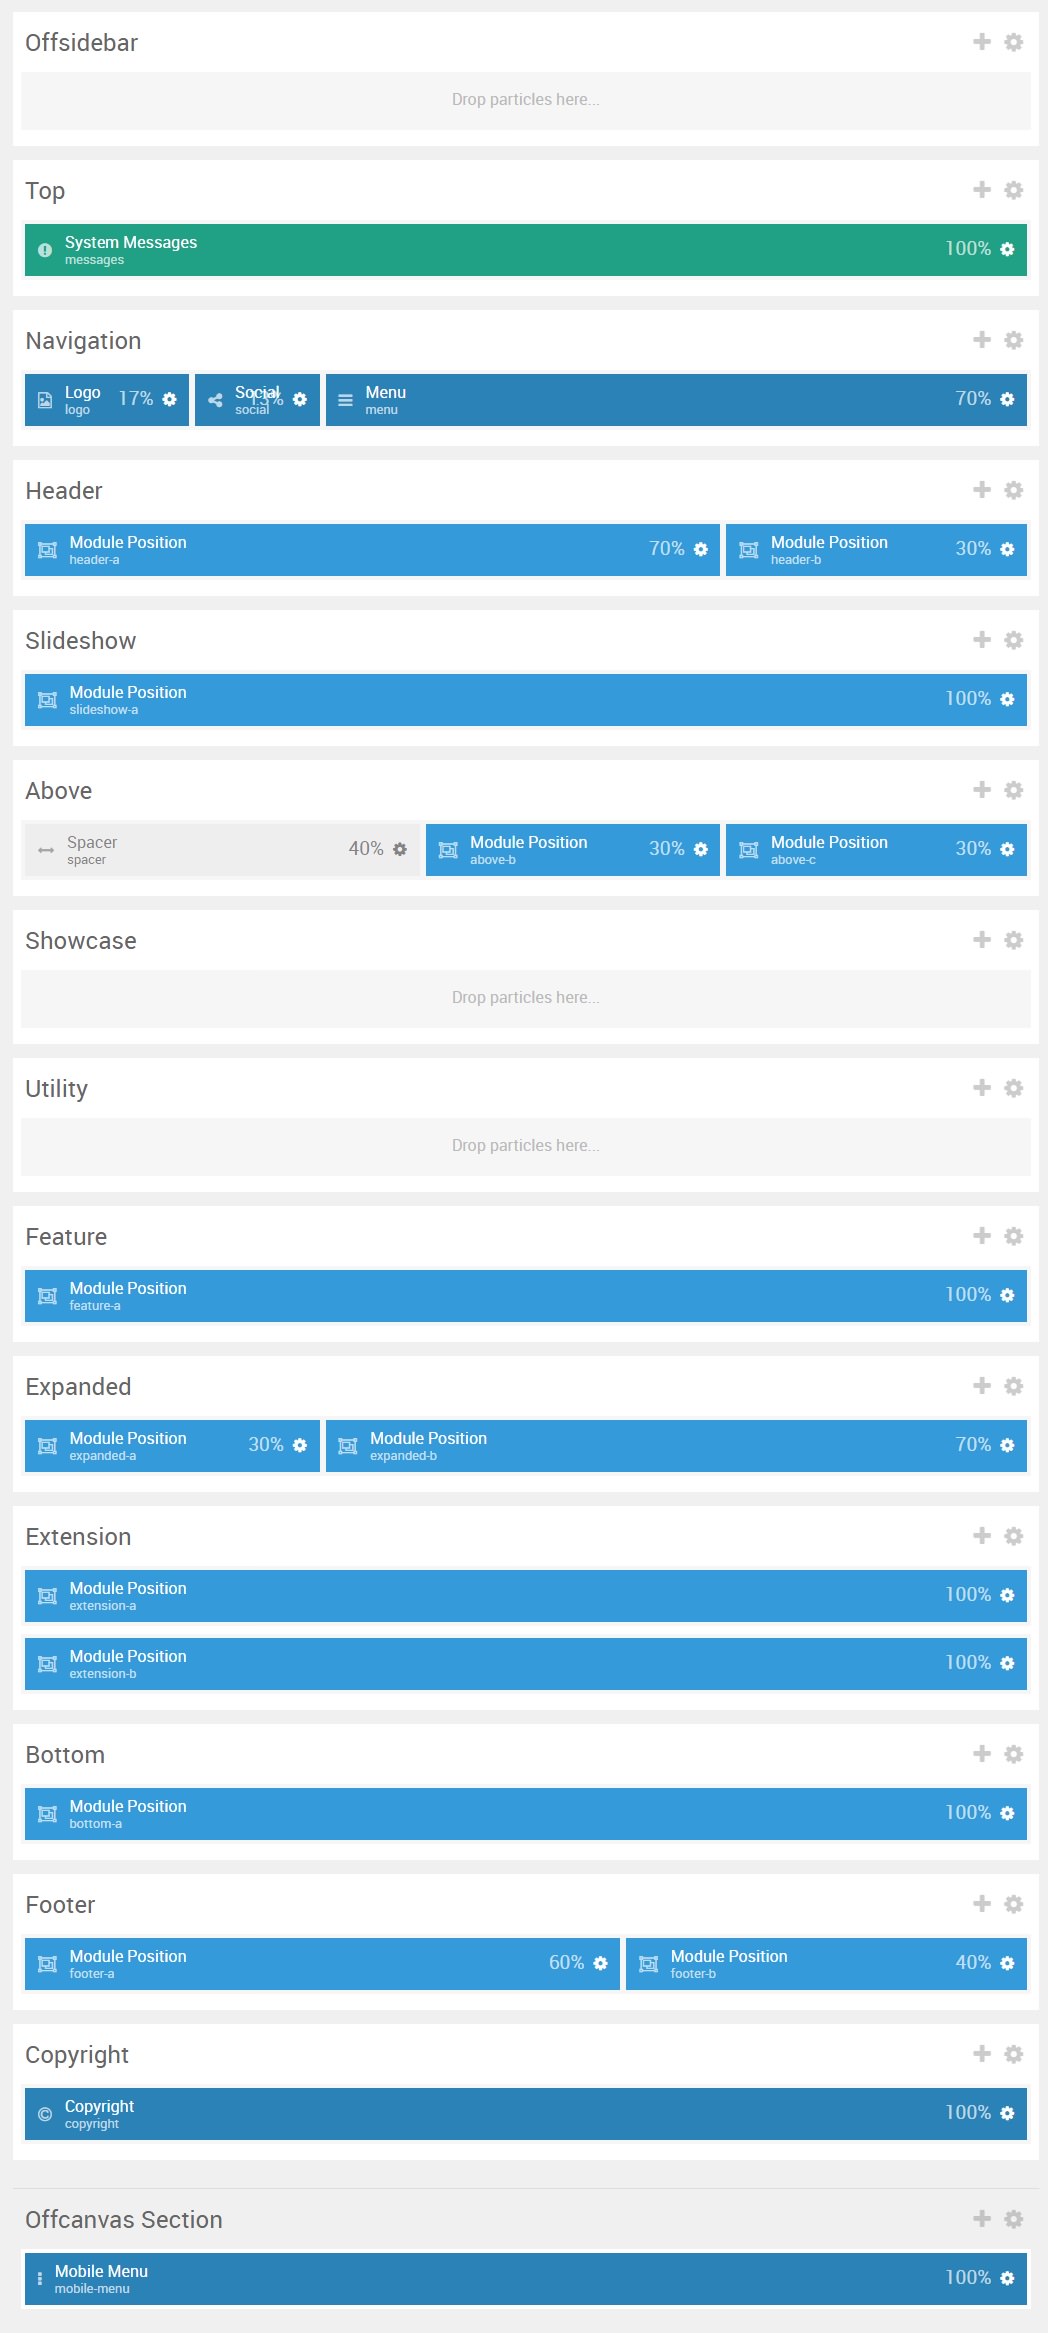 Offsidebar
Drop particles here...
Top
System Messages
messages
100%
Navigation
Logo
logo
17%
Social
social
13%
Menu
menu
70%
Header
Module Position
header-a
70%
Module Position
header-b
30%
Slideshow
Module Position
slideshow-a
100%
Above
Spacer
spacer
40%
Module Position
above-b
30%
Module Position
above-c
30%
Showcase
Drop particles here...
Utility
Drop particles here...
Feature
Module Position
feature-a
100%
Expanded
Module Position
expanded-a
30%
Module Position
expanded-b
70%
Extension
Module Position
extension-a
100%
Module Position
extension-b
100%
Bottom
Module Position
bottom-a
100%
Footer
Module Position
footer-a
60%
Module Position
footer-b
40%
Copyright
Copyright
copyright
100%
Offcanvas Section
Mobile Menu
mobile-menu
100%